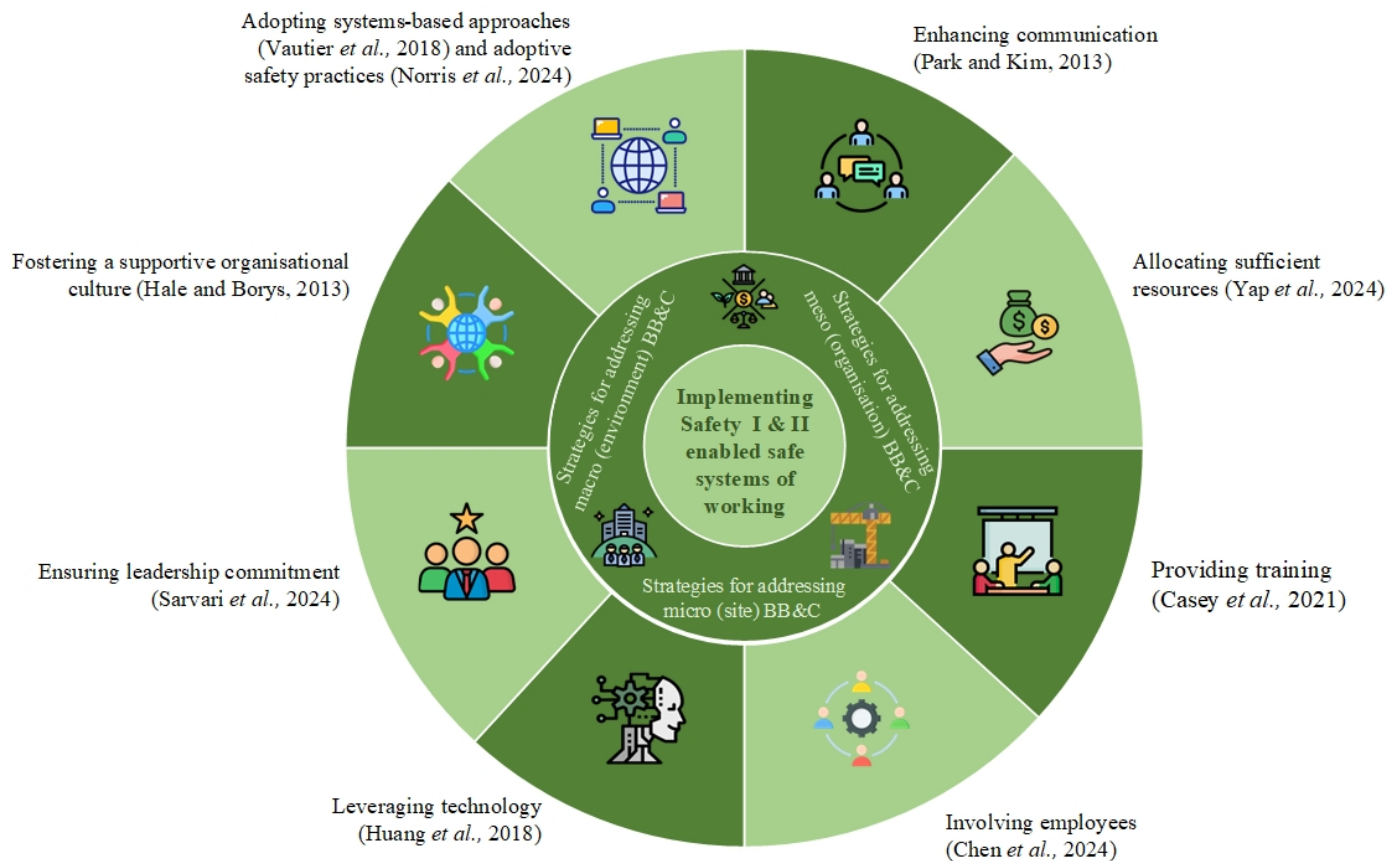 Adopting systems-based approaches
(Vautier et al., 2018) and adoptive
safety practices (Norris et al., 2024)
Enhancing communication
(Park and Kim, 2013)
Fostering a supportive organisational
culture (Hale and Borys, 2013)
Allocating sufficient
resources (Yap et al., 2024)
Strategies for addressing
macro (environment) BB&C
Strategies for addressing
meso (organisation) BB&C
Implementing
Safety I & II
enabled safe
systems of
working
Strategies for addressing
micro (site) BB&C
Ensuring leadership commitment
(Sarvari et al., 2024)
Providing training
(Casey et al., 2021)
Leveraging technology
(Huang et al., 2018)
Involving employees
(Chen et al., 2024)